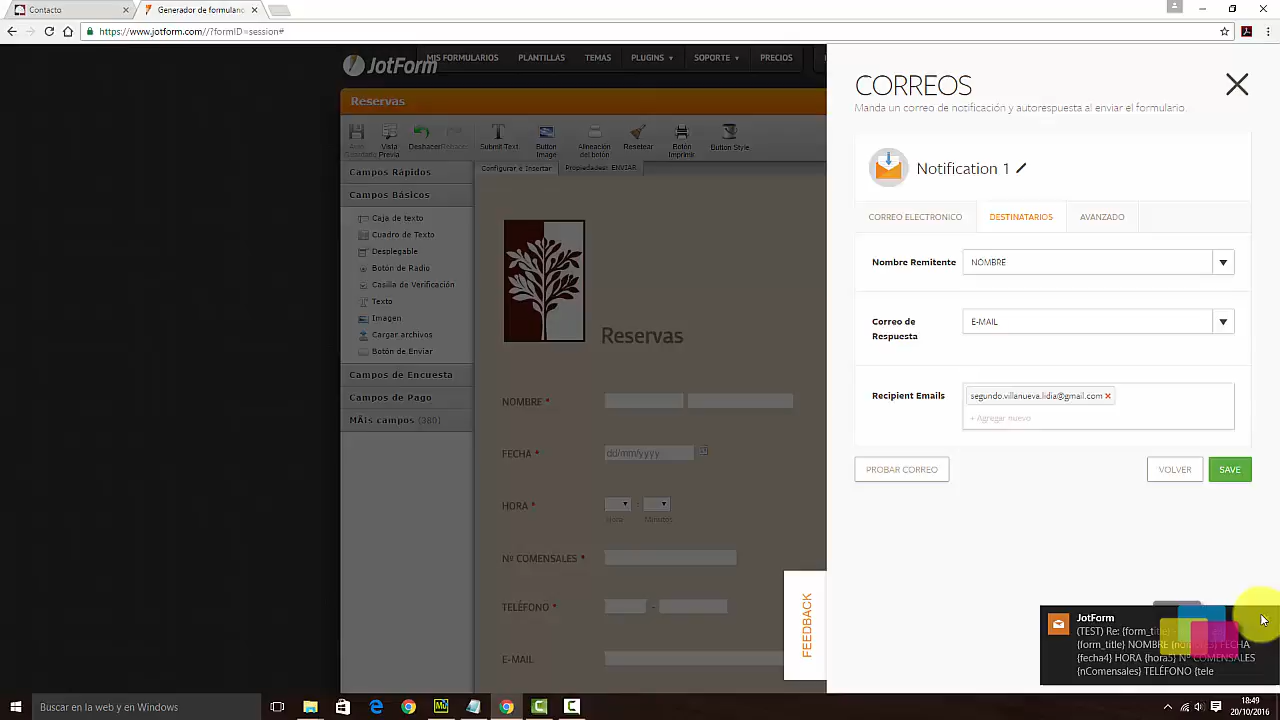 Contacto
Generador de formulario
https://www.jotform.com//?formID=session#
JotForm
MIS FORMULARIOS
PLANTILLAS
TEMAS
PLUGINS
SOPORTE
PRECIOS
Reservas
Vista Previa
Deshacer
Rehacer
Submit Text
Button Image
Alineación del botón
Resetear
Botón Imprimir
Button Style
Campos Rápidos
Configurar e Insertar
Propiedades: ENVIAR
Campos Básicos
Caja de texto
Cuadro de Texto
Desplegable
Botón de Radio
Casilla de Verificación
Texto
Imagen
Cargar archivos
Botón de Enviar
Campos de Encuesta
Campos de Pago
MÃ¡s campos (380)
Reservas
NOMBRE *
FECHA *
dd/mm/yyyy
HORA *
Hora
Minutos
Nº COMENSALES *
TELÉFONO *
-
E-MAIL
FEEDBACK
CORREOS
Manda un correo de notificación y autorespuesta al enviar el formulario.
Notification 1
CORREO ELECTRONICO
DESTINATARIOS
AVANZADO
Nombre Remitente
NOMBRE
Correo de
Respuesta
E-MAIL
Recipient Emails
segundo.villanueva.lidia@gmail.com ×
+ Agregar nuevo
PROBAR CORREO
VOLVER
SAVE
JotForm
(TEST) Re: {form_title}
{form_title} NOMBRE FECHA
{fecha4} HORA {hora5} Nº COMENSALES
{nComensales} TELÉFONO {tele
Buscar en la web y en Windows
18:49
20/10/2016